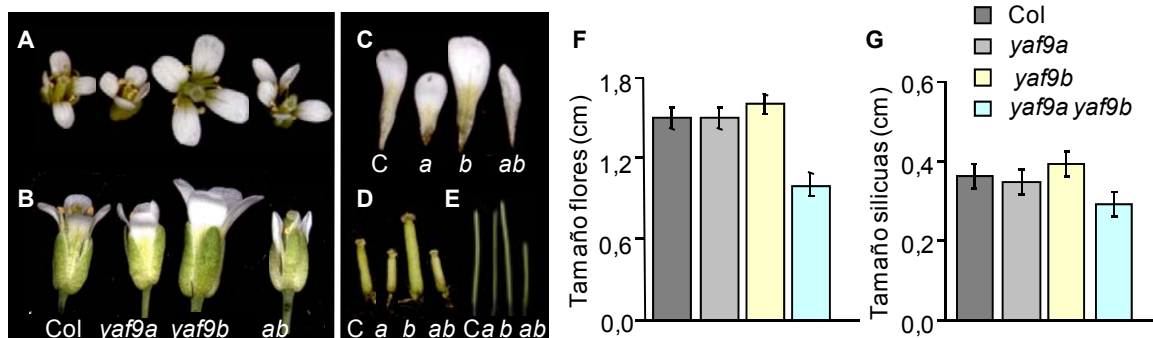 A
B
Col yaf9a yaf9b ab
C
C a b ab
D
C a b ab
E
C a b ab
F
Tamaño flores (cm)
1,8
1,2
0,6
0,0
G
Tamaño silicuas (cm)
0,6
0,4
0,2
0,0
Col
yaf9a
yaf9b
yaf9a yaf9b